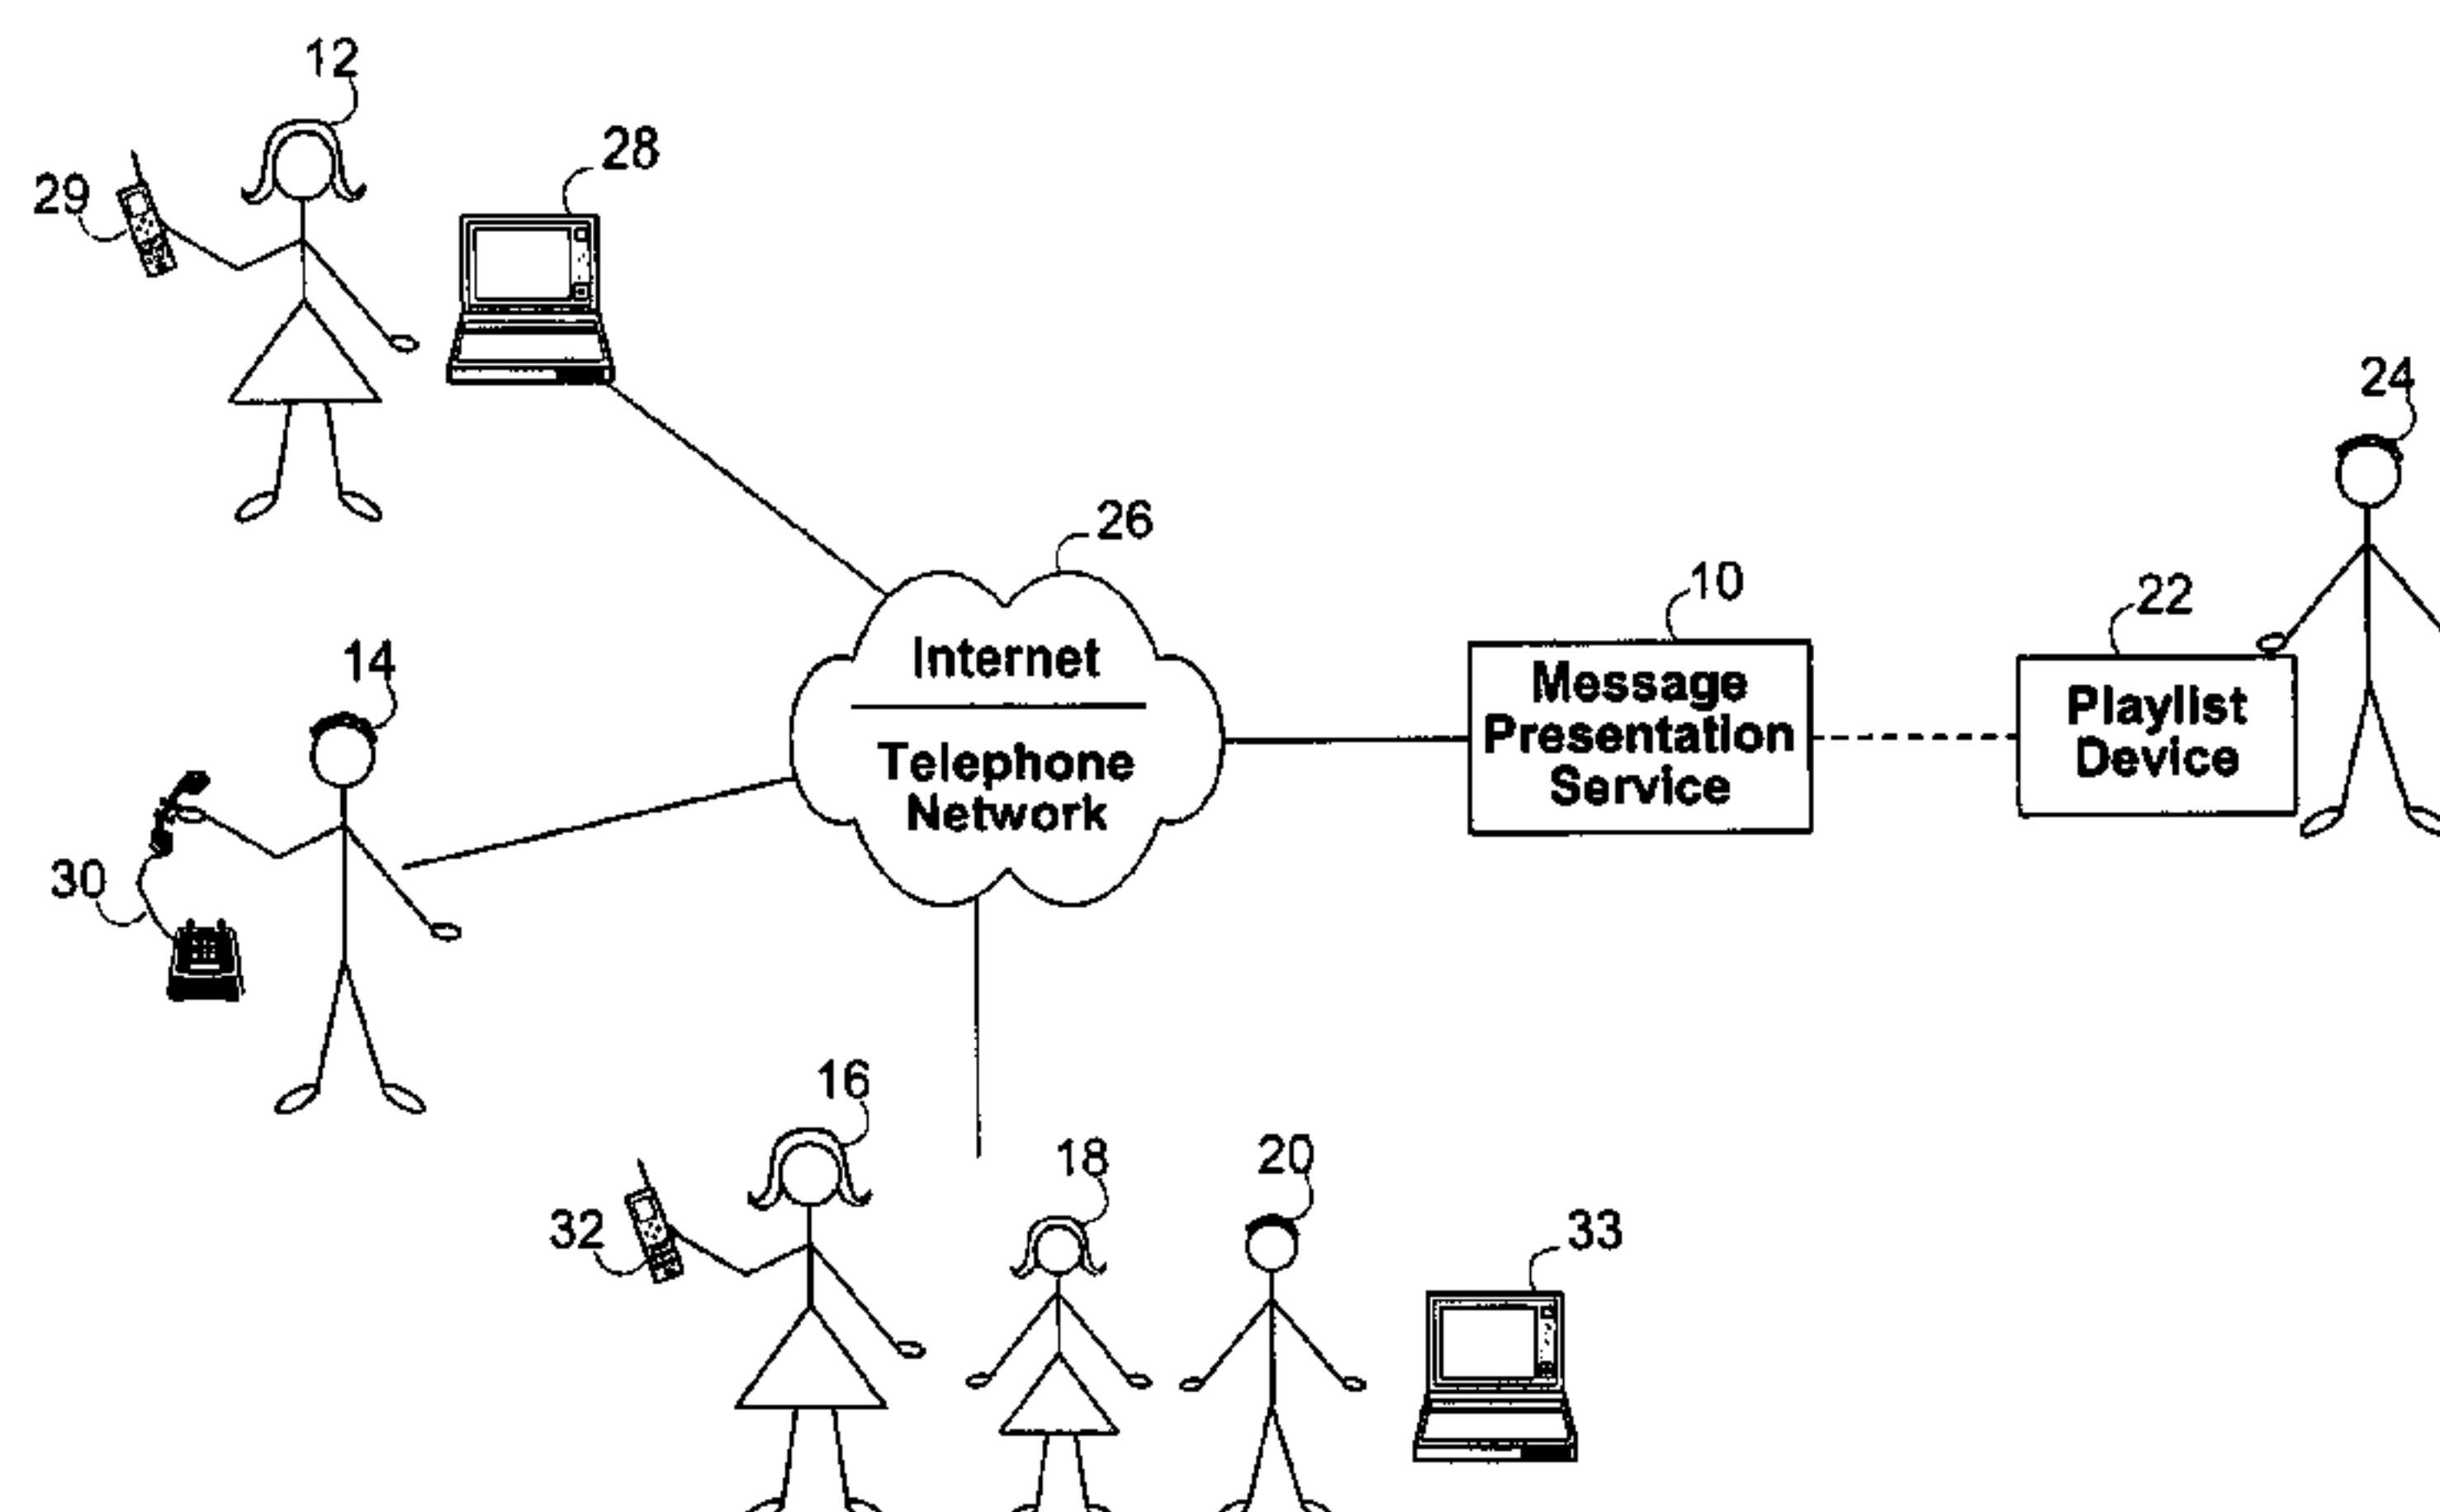 12
28
29
24
26
10
22
Internet
Message
Presentation
Service
Playlist
Device
14
Telephone
Network
30
16
18
20
32
33